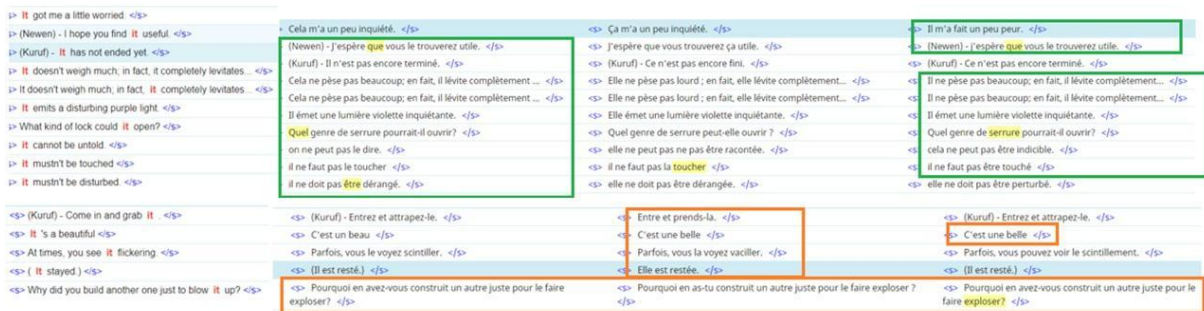 s> It got me a little worried. </s>
s> (Newen) - I hope you find it useful. </s>
s> (Kuruf) - It has not ended yet. </s>
s> It doesn't weigh much; in fact, it completely levitates... </s>
s> It doesn't weigh much; in fact, it completely levitates... </s>
s> It emits a disturbing purple light. </s>
s> What kind of lock could it open? </s>
s> it cannot be untold. </s>
s> It mustn't be touched </s>
s> it mustn't be disturbed. </s>
Cela m'a un peu inquiété. </s>
(Newen) - J'espère que vous le trouverez utile. </s>
(Kuruf) - Il n'est pas encore terminé. </s>
Cela ne pèse pas beaucoup; en fait, il lévite complètement ... </s>
Cela ne pèse pas beaucoup; en fait, il lévite complètement ... </s>
Il émet une lumière violette inquiétante. </s>
Quel genre de serrure pourrait-il ouvrir? </s>
on ne peut pas le dire. </s>
il ne faut pas le toucher </s>
il ne doit pas être dérangé. </s>
<s> Ça m'a un peu inquiété. </s>
<s> J'espère que vous trouverez ça utile. </s>
<s> (Kuruf) - Ce n'est pas encore fini. </s>
<s> Elle ne pèse pas lourd ; en fait, elle lévite complètement ... </s>
<s> Elle ne pèse pas lourd ; en fait, elle lévite complètement ... </s>
<s> Elle émet une lumière violette inquiétante. </s>
<s> Quel genre de serrure peut-elle ouvrir ? </s>
<s> elle ne peut pas ne pas être racontée. </s>
<s> il ne faut pas la toucher </s>
<s> elle ne doit pas être dérangée. </s>
<s> Il m'a fait un peu peur. </s>
<s> (Newen) - J'espère que vous le trouverez utile. </s>
<s> (Kuruf) - Ce n'est pas encore terminé. </s>
<s> Il ne pèse pas beaucoup; en fait, il lévite complètement... </s>
<s> Il ne pèse pas beaucoup; en fait, il lévite complètement... </s>
<s> Il émet une lumière violette inquiétante. </s>
<s> Quel genre de serrure pourrait-il ouvrir? </s>
<s> cela ne peut pas être indicible. </s>
<s> il ne faut pas être touché </s>
<s> elle ne doit pas être perturbé. </s>
<s> (Kuruf) - Come in and grab it . </s>
<s> It 's a beautiful </s>
<s> At times, you see it flickering. </s>
<s> ( It stayed.) </s>
<s> Why did you build another one just to blow it up? </s>
<s> (Kuruf) - Entrez et attrapez-le. </s>
<s> C'est un beau </s>
<s> Parfois, vous le voyez scintiller. </s>
<s> (Il est resté.) </s>
<s> Pourquoi en avez-vous construit un autre juste pour le faire
exploser? </s>
<s> Entre et prends-la. </s>
<s> C'est une belle </s>
<s> Parfois, vous la voyez vaciller. </s>
<s> Elle est restée. </s>
<s> Pourquoi en as-tu construit un autre juste pour le faire exploser ?
</s>
<s> (Kuruf) - Entrez et attrapez-le. </s>
<s> C'est une belle </s>
<s> Parfois, vous pouvez voir le scintillement. </s>
<s> (Il est resté.) </s>
<s> Pourquoi en avez-vous construit un autre juste pour le
faire exploser? </s>